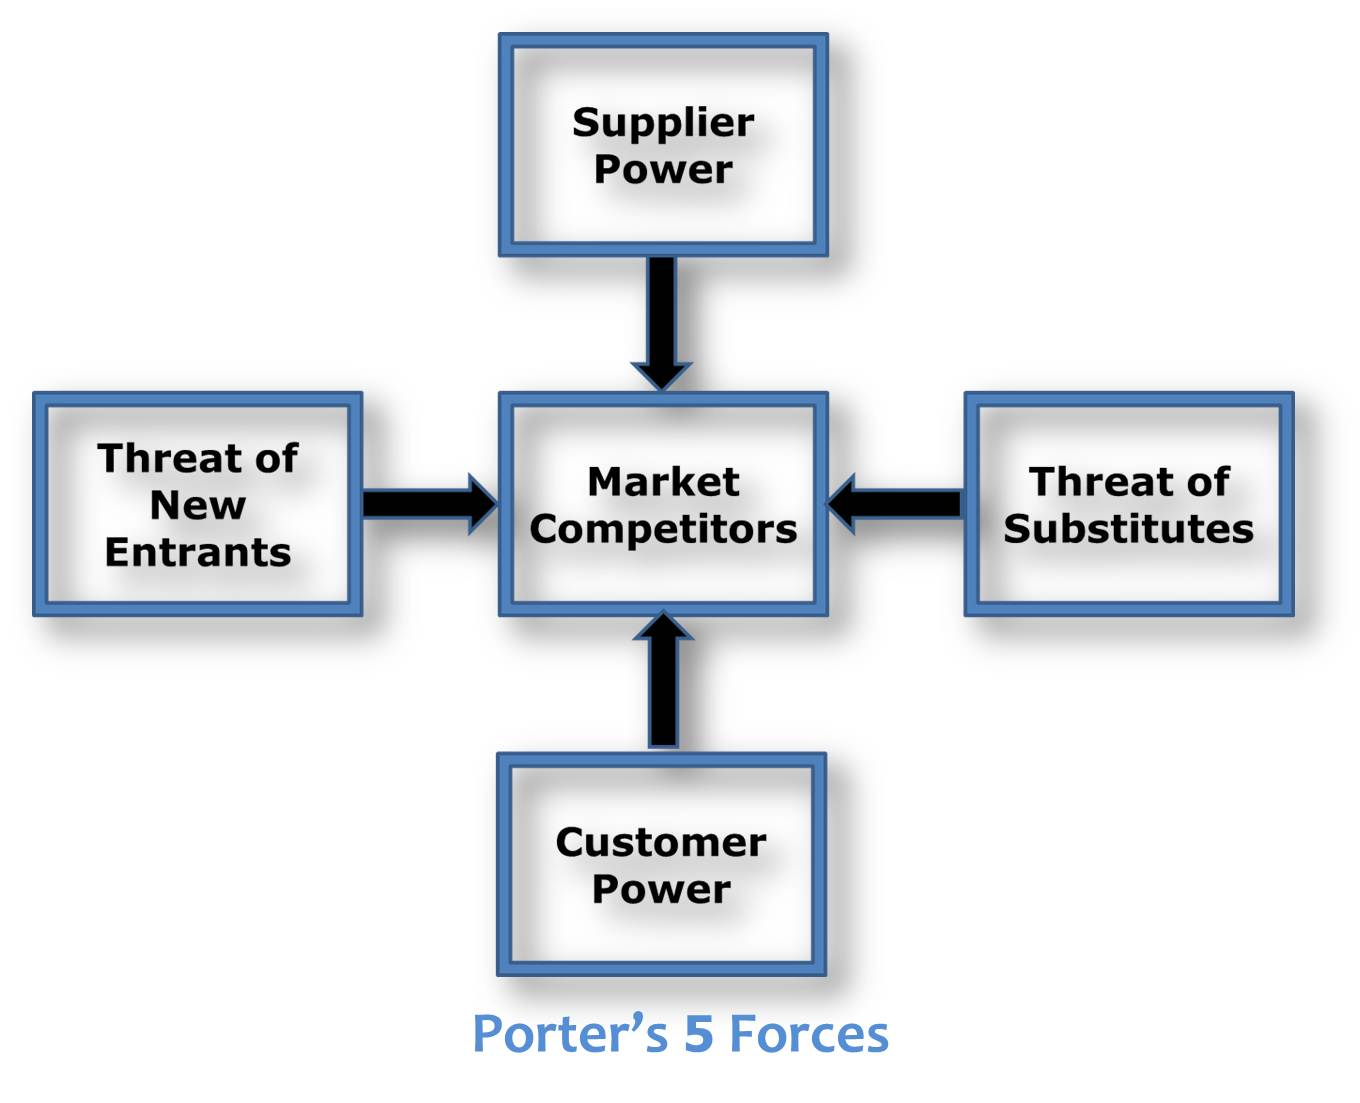 Supplier
Power
Threat of
New
Entrants
Market
Competitors
Threat of
Substitutes
Customer
Power
Porter’s 5 Forces